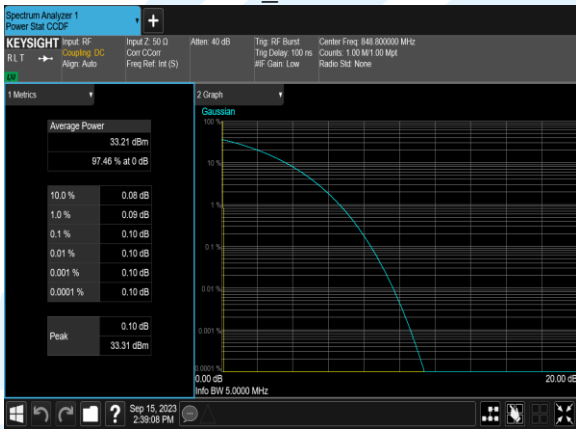 Spectrum Analyzer 1
Power Stat CCDF
+
KEYSIGHT
R L T
LXI
Input: RF
Coupling: DC
Align: Auto
Input Z: 50 Ω
Corr CCorr
Freq Ref: Int (S)
Atten: 40 dB
Trig: RF Burst
Trig Delay: 100 ns
#IF Gain: Low
Center Freq: 848.800000 MHz
Counts: 1.00 M/1.00 Mpt
Radio Std: None
1 Metrics
Average Power
33.21 dBm
97.46 % at 0 dB
10.0 % 0.08 dB
1.0 % 0.09 dB
0.1 % 0.10 dB
0.01 % 0.10 dB
0.001 % 0.10 dB
0.0001 % 0.10 dB
Peak
0.10 dB
33.31 dBm
2 Graph
Gaussian
100 %
10 %
1 %
0.1 %
0.01 %
0.001 %
0.0001 %
0.00 dB
20.00 dB
Info BW 5.0000 MHz
?
Sep 15, 2023
2:39:08 PM